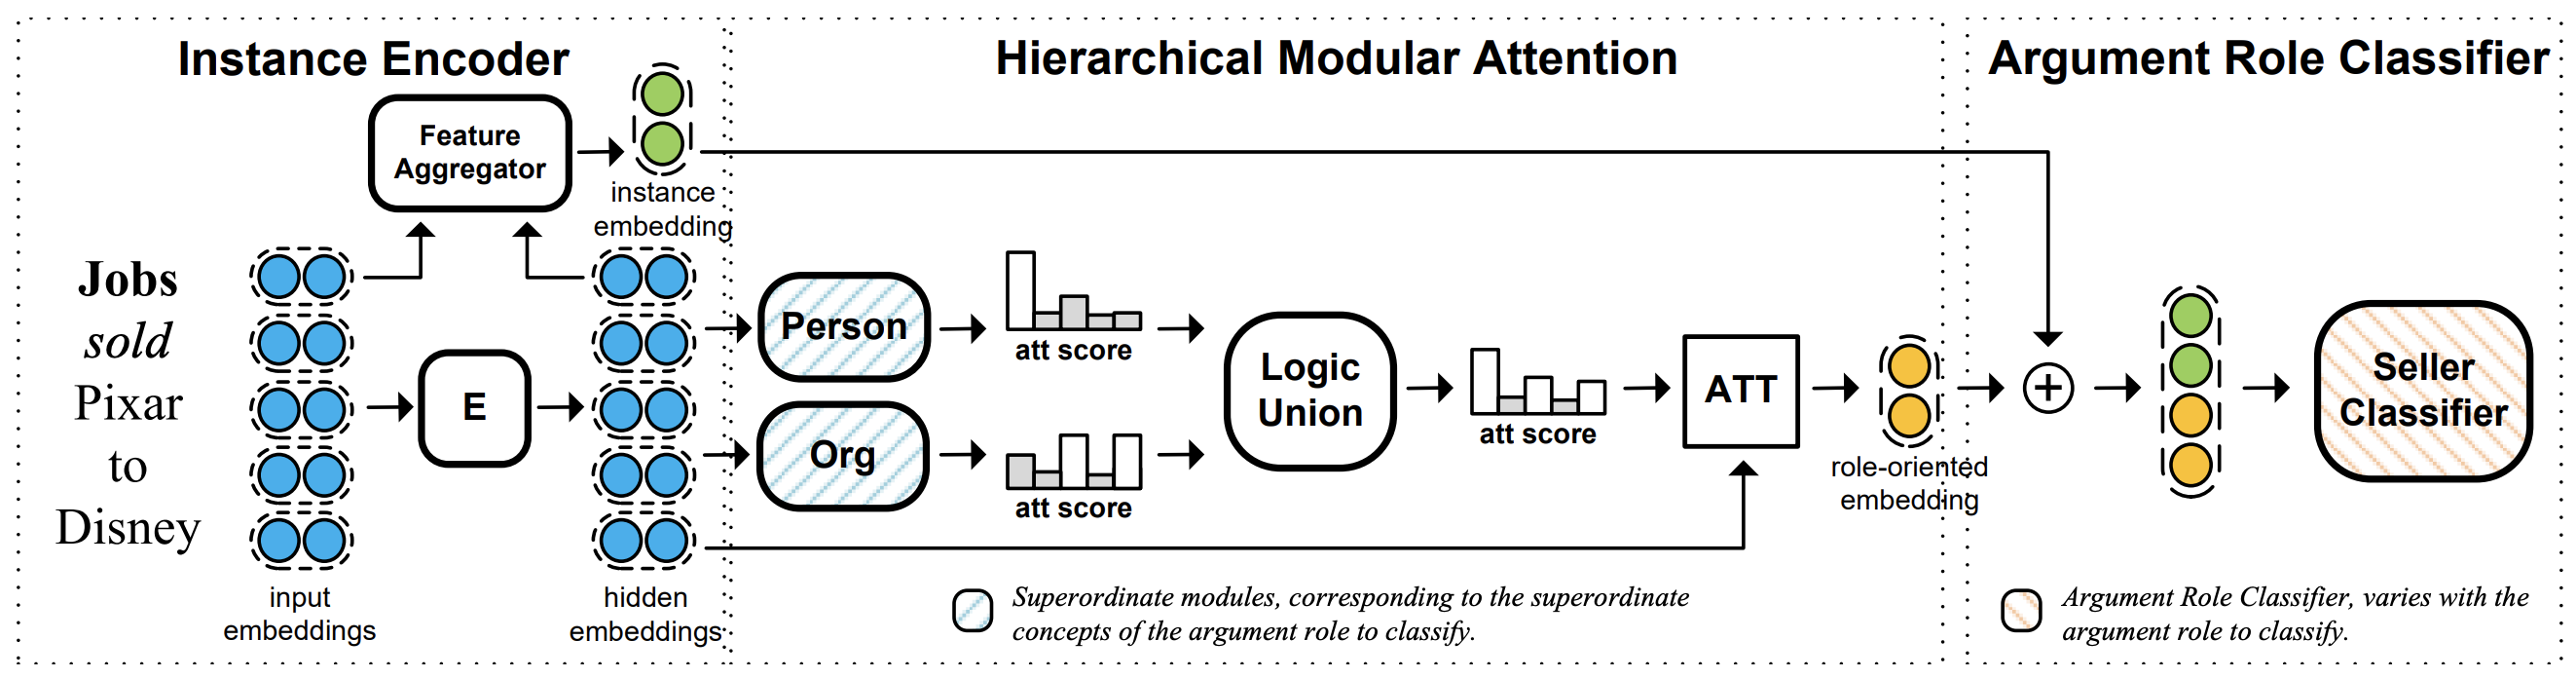 Instance Encoder
Feature
Aggregator
instance
embedding
Jobs
sold
Pixar
to
Disney
E
input
embeddings
hidden
embeddings
Hierarchical Modular Attention
Person
att score
Org
att score
Logic
Union
att score
ATT
role-oriented
embedding
Superordinate modules, corresponding to the superordinate
concepts of the argument role to classify.
Argument Role Classifier
+
Seller
Classifier
Argument Role Classifier, varies with the
argument role to classify.